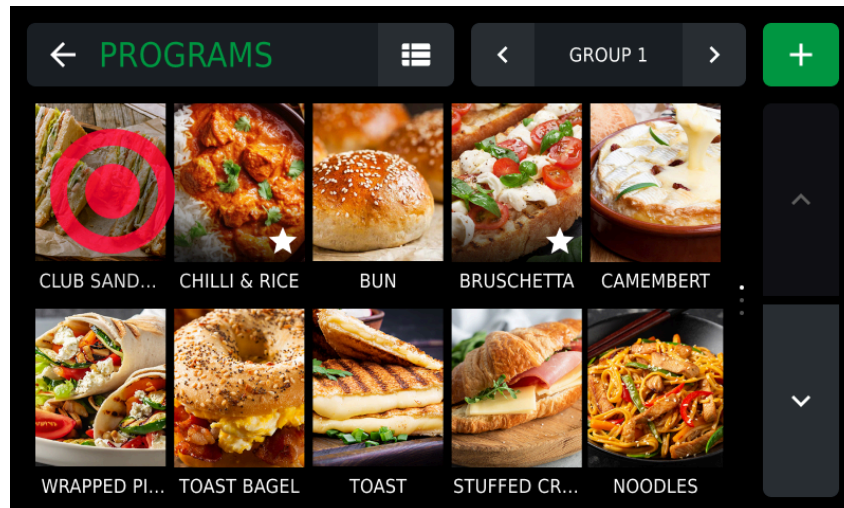 PROGRAMS
GROUP 1
CLUB SAND...
CHILLI & RICE
BUN
BRUSCHETTA
CAMEMBERT
WRAPPED PI...
TOAST BAGEL
TOAST
STUFFED CR...
NOODLES